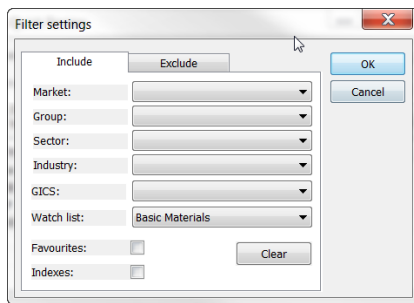 Filter settings
Include Exclude
OK
Cancel
Market:
Group:
Sector:
Industry:
GICS:
Watch list: Basic Materials
Favourites:
Clear
Indexes: